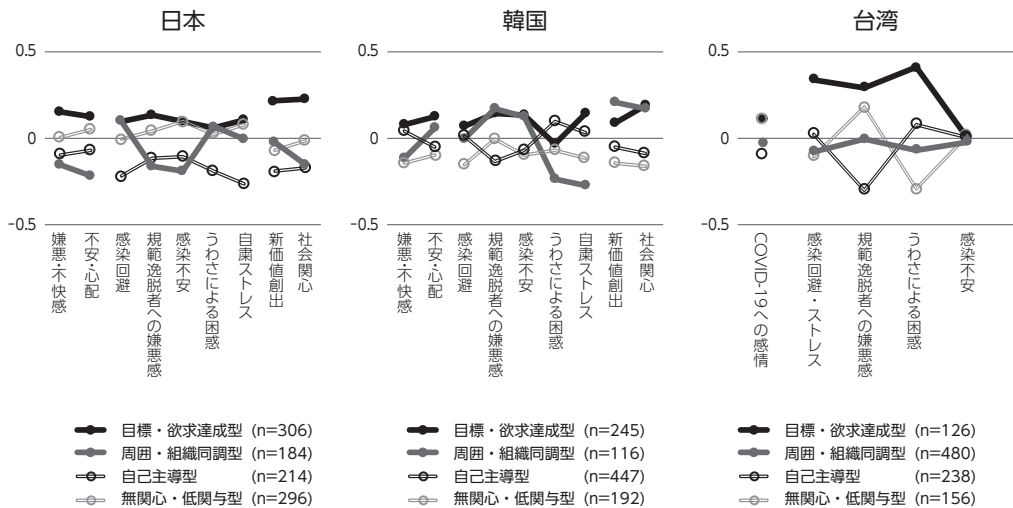 日本
0.5
0
−0.5
嫌悪・不快感
不安・心配
感染回避
規範逸脱者への嫌悪感
感染不安
うわさによる困惑
自粛ストレス
新価値創出
社会関心
目標・欲求達成型 (n=306)
周囲・組織同調型 (n=184)
自己主導型 (n=214)
無関心・低関与型 (n=296)
韓国
0.5
0
−0.5
嫌悪・不快感
不安・心配
感染回避
規範逸脱者への嫌悪感
感染不安
うわさによる困惑
自粛ストレス
新価値創出
社会関心
目標・欲求達成型 (n=245)
周囲・組織同調型 (n=116)
自己主導型 (n=447)
無関心・低関与型 (n=192)
台湾
0.5
0
−0.5
COVID-19への感情
感染回避・ストレス
規範逸脱者への嫌悪感
うわさによる困惑
感染不安
目標・欲求達成型 (n=126)
周囲・組織同調型 (n=480)
自己主導型 (n=238)
無関心・低関与型 (n=156)